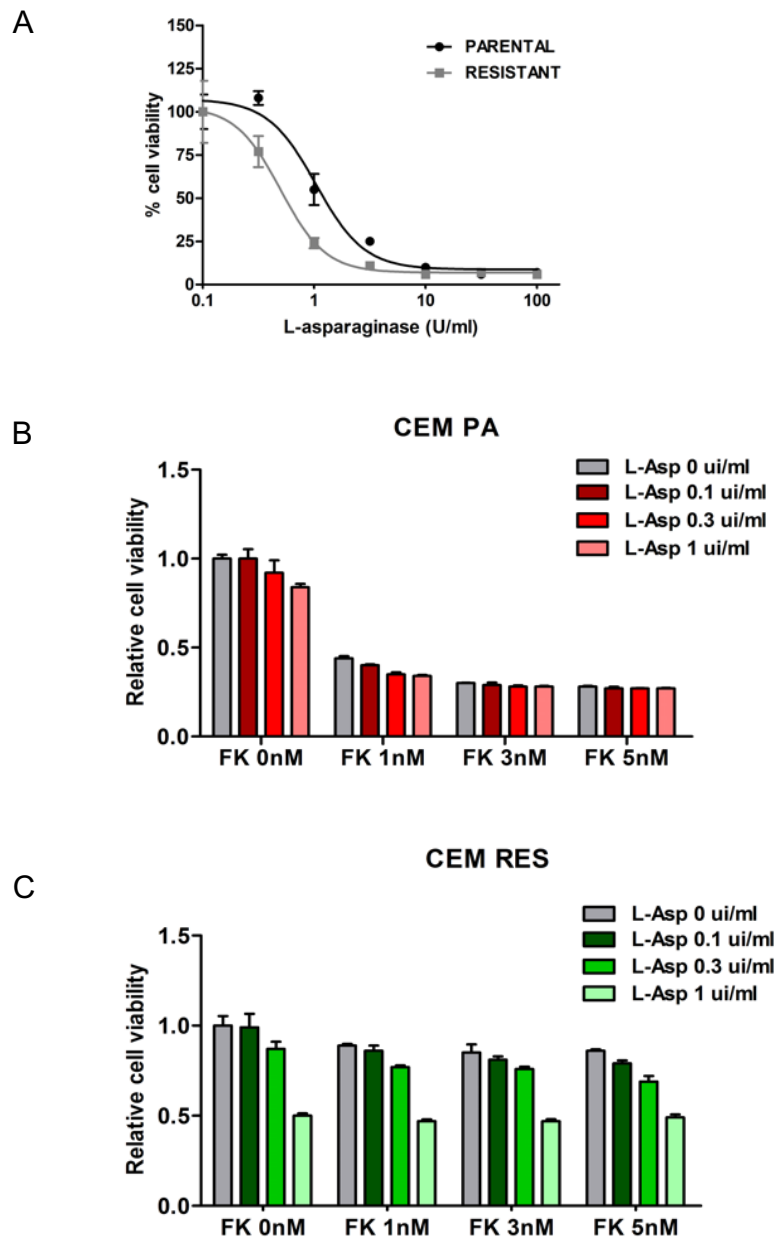 A
150
125
100
75
50
25
0
% cell viability
PARENTAL
RESISTANT
0.1 1 10 100
L-asparaginase (U/ml)
B
CEM PA
1.5
1.0
0.5
0.0
Relative cell viability
L-Asp 0 ui/ml
L-Asp 0.1 ui/ml
L-Asp 0.3 ui/ml
L-Asp 1 ui/ml
FK 0nM FK 1nM FK 3nM FK 5nM
C
CEM RES
1.5
1.0
0.5
0.0
Relative cell viability
L-Asp 0 ui/ml
L-Asp 0.1 ui/ml
L-Asp 0.3 ui/ml
L-Asp 1 ui/ml
FK 0nM FK 1nM FK 3nM FK 5nM